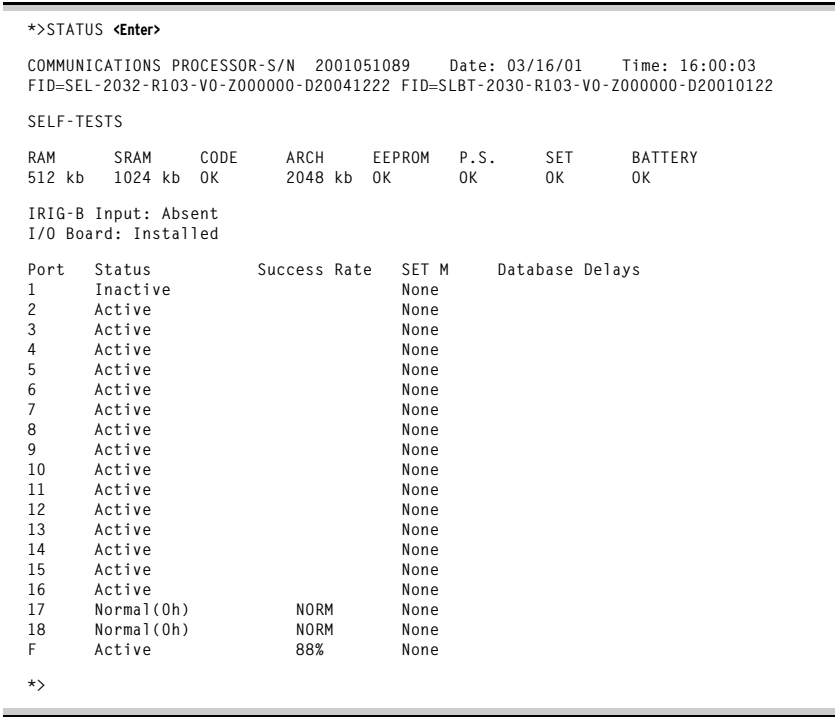 *>STATUS <Enter>
COMMUNICATIONS PROCESSOR-S/N 2001051089 Date: 03/16/01 Time: 16:00:03
FID=SEL-2032-R103-V0-Z000000-D20041222 FID=SLBT-2030-R103-V0-Z000000-D20010122
SELF-TESTS
RAM SRAM CODE ARCH EEPROM P.S. SET BATTERY
512 kb 1024 kb OK 2048 kb OK OK OK OK
IRIG-B Input: Absent
I/O Board: Installed
Port Status Success Rate SET M Database Delays
1 Inactive None
2 Active None
3 Active None
4 Active None
5 Active None
6 Active None
7 Active None
8 Active None
9 Active None
10 Active None
11 Active None
12 Active None
13 Active None
14 Active None
15 Active None
16 Active None
17 Normal(0h) NORM None
18 Normal(0h) NORM None
F Active 88% None
*>